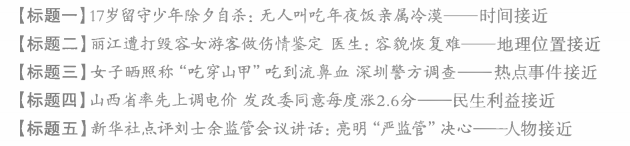 【标题一】17岁留守少年除夕自杀：无人叫吃年夜饭亲属冷漠——时间接近
【标题二】丽江遭打毁容女游客做伤情鉴定 医生：容貌恢复难——地理位置接近
【标题三】女子晒照称“吃穿山甲”吃到流鼻血 深圳警方调查——热点事件接近
【标题四】山西省率先上调电价 发改委同意每度涨2.6分——民生利益接近
【标题五】新华社点评刘士余监管会议讲话：亮明“严监管”决心——人物接近